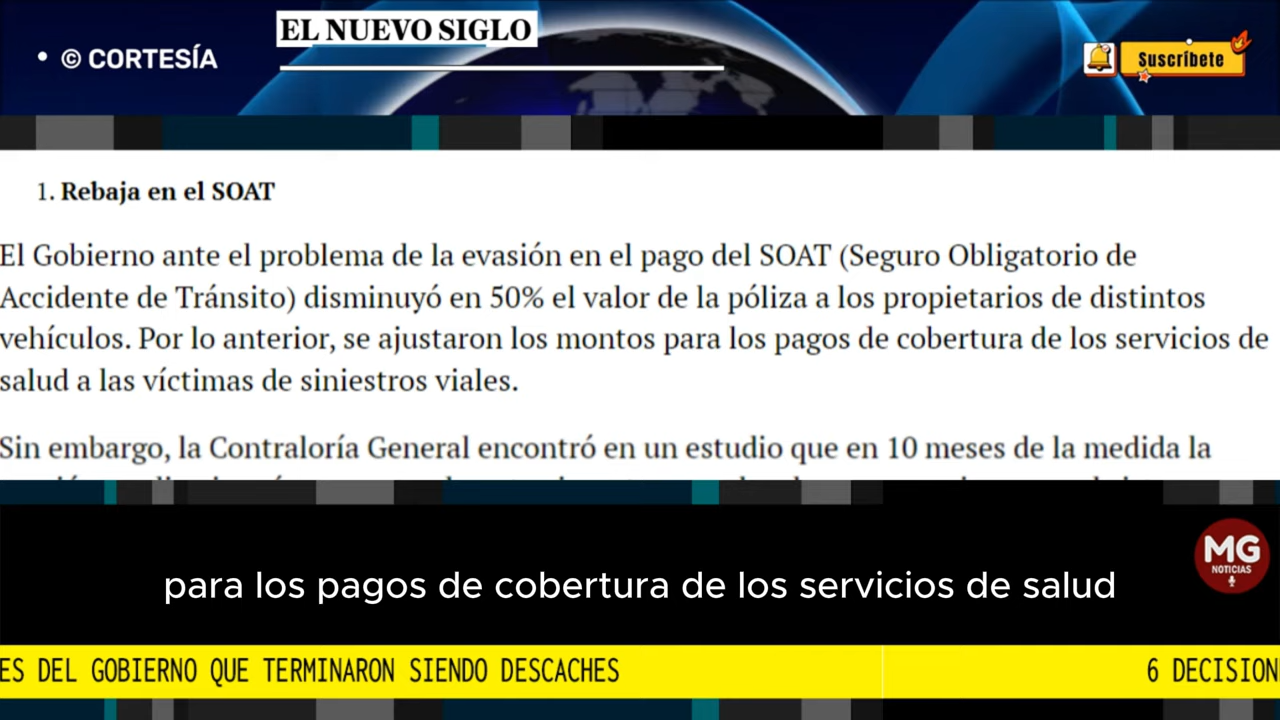 EL NUEVO SIGLO
• © CORTESÍA
Suscríbete
1. Rebaja en el SOAT
El Gobierno ante el problema de la evasión en el pago del SOAT (Seguro Obligatorio de
Accidente de Tránsito) disminuyó en 50% el valor de la póliza a los propietarios de distintos
vehículos. Por lo anterior, se ajustaron los montos para los pagos de cobertura de los servicios de
salud a las víctimas de siniestros viales.
Sin embargo, la Contraloría General encontró en un estudio que en 10 meses de la medida la
MG
NOTICIAS
para los pagos de cobertura de los servicios de salud
ES DEL GOBIERNO QUE TERMINARON SIENDO DESCACHES
6 DECISION